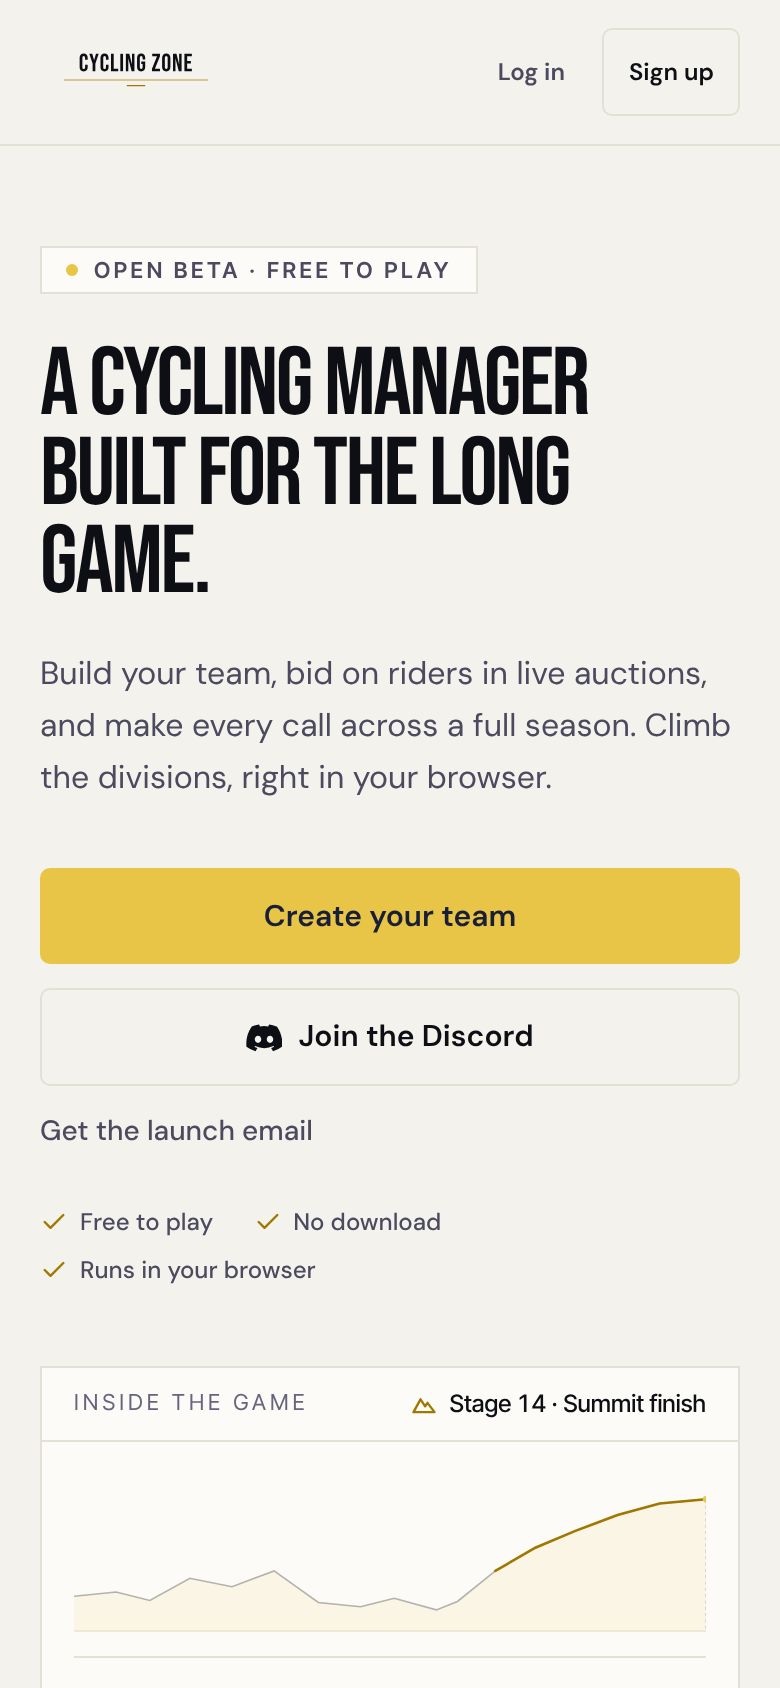 CYCLING ZONE
Log in
Sign up
OPEN BETA · FREE TO PLAY
A CYCLING MANAGER
BUILT FOR THE LONG
GAME.
Build your team, bid on riders in live auctions,
and make every call across a full season. Climb
the divisions, right in your browser.
Create your team
Join the Discord
Get the launch email
Free to play
No download
Runs in your browser
INSIDE THE GAME
Stage 14 · Summit finish